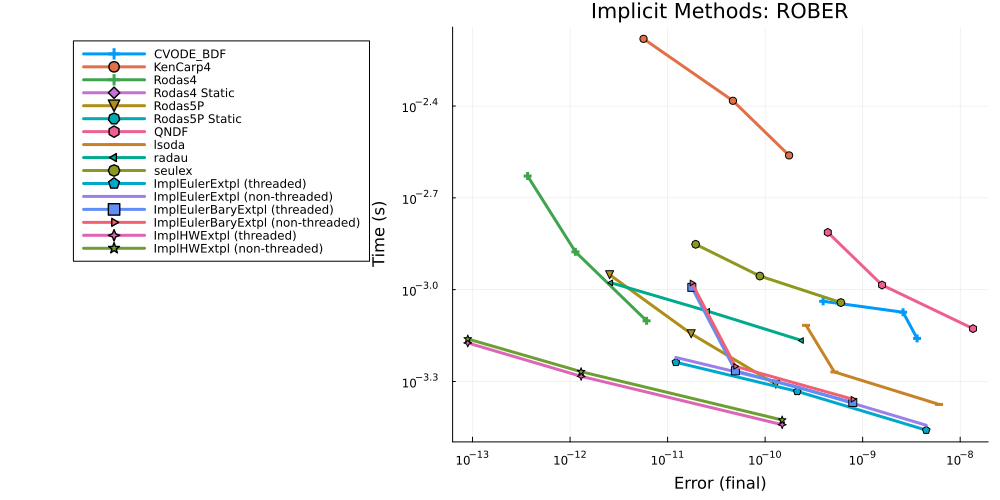 Implicit Methods: ROBER
CVODE_BDF
KenCarp4
Rodas4
Rodas4 Static
Rodas5P
Rodas5P Static
QNDF
lsoda
radau
seulex
ImplEulerExtpl (threaded)
ImplEulerExtpl (non-threaded)
ImplEulerBaryExtpl (threaded)
ImplEulerBaryExtpl (non-threaded)
ImplHWExtpl (threaded)
ImplHWExtpl (non-threaded)
Time (s)
10^-2.4
10^-2.7
10^-3.0
10^-3.3
10^-13
10^-12
10^-11
10^-10
10^-9
10^-8
Error (final)